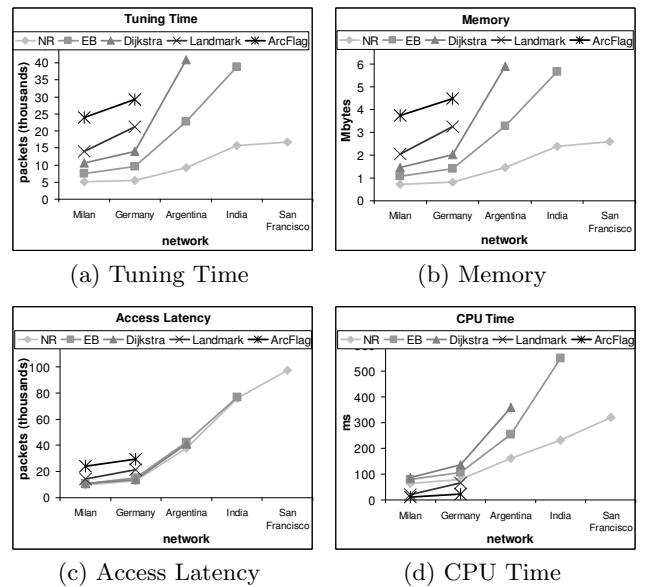 Tuning Time
NR EB Dijkstra Landmark ArcFlag
packets (thousands)
40
35
30
25
20
15
10
5
0
Milan Germany Argentina India San Francisco
network
(a) Tuning Time
Memory
NR EB Dijkstra Landmark ArcFlag
Mbytes
6
5
4
3
2
1
0
Milan Germany Argentina India San Francisco
network
(b) Memory
Access Latency
NR EB Dijkstra Landmark ArcFlag
packets (thousands)
100
80
60
40
20
0
Milan Germany Argentina India San Francisco
network
(c) Access Latency
CPU Time
NR EB Dijkstra Landmark ArcFlag
ms
600
500
400
300
200
100
0
Milan Germany Argentina India San Francisco
network
(d) CPU Time